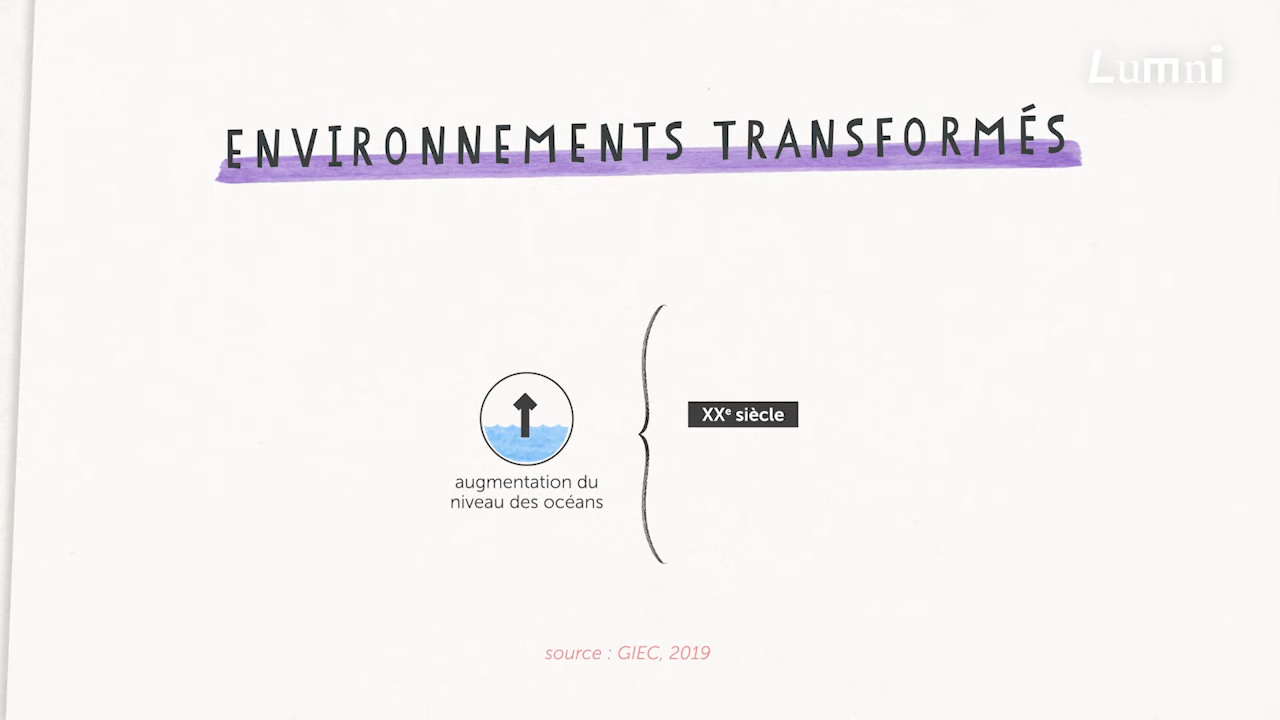 Lumni
ENVIRONNEMENTS TRANSFORMÉS
XXe siècle
augmentation du
niveau des océans
source : GIEC, 2019